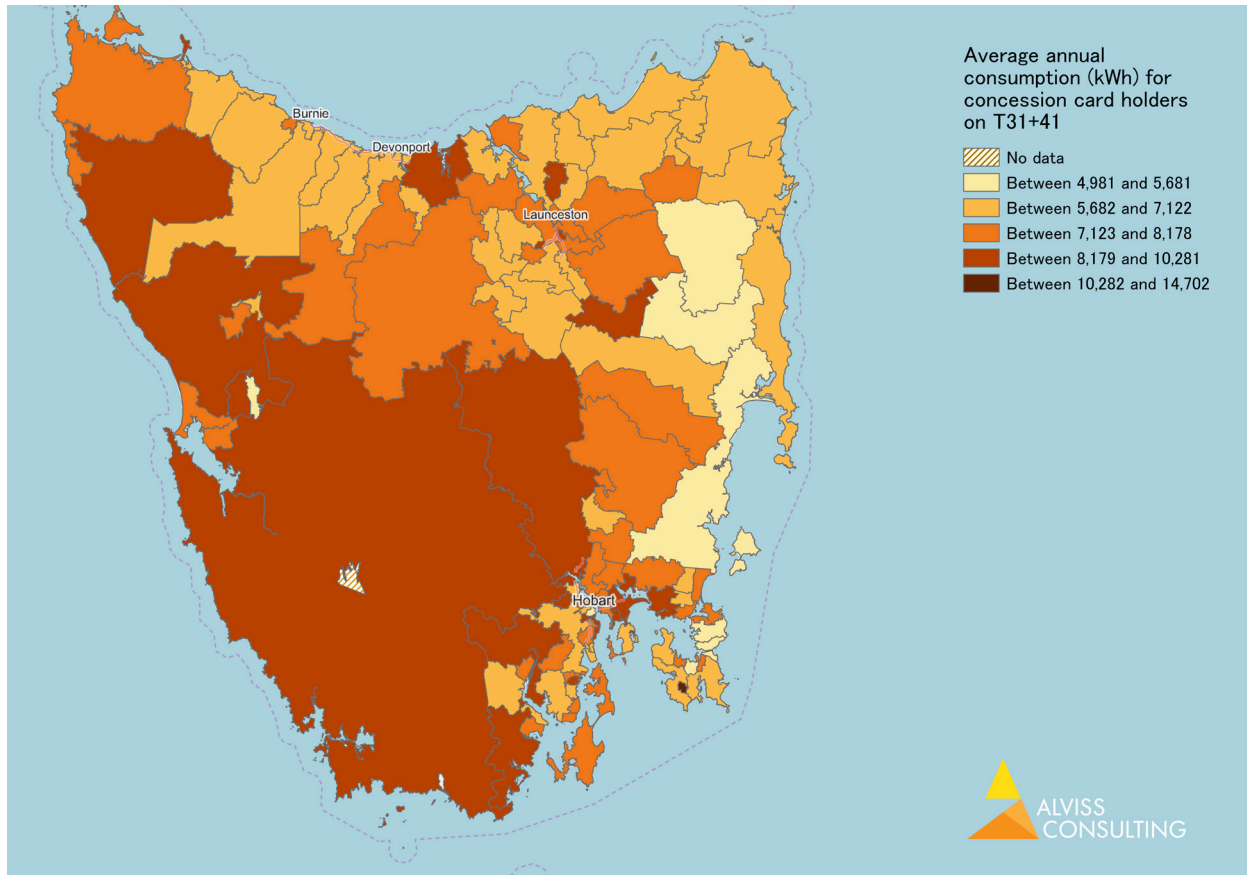 Average annual
consumption (kWh) for
concession card holders
on T31+41
No data
Between 4,981 and 5,681
Between 5,682 and 7,122
Between 7,123 and 8,178
Between 8,179 and 10,281
Between 10,282 and 14,702
Burnie
Devonport
Launceston
Hobart
ALVISS
CONSULTING